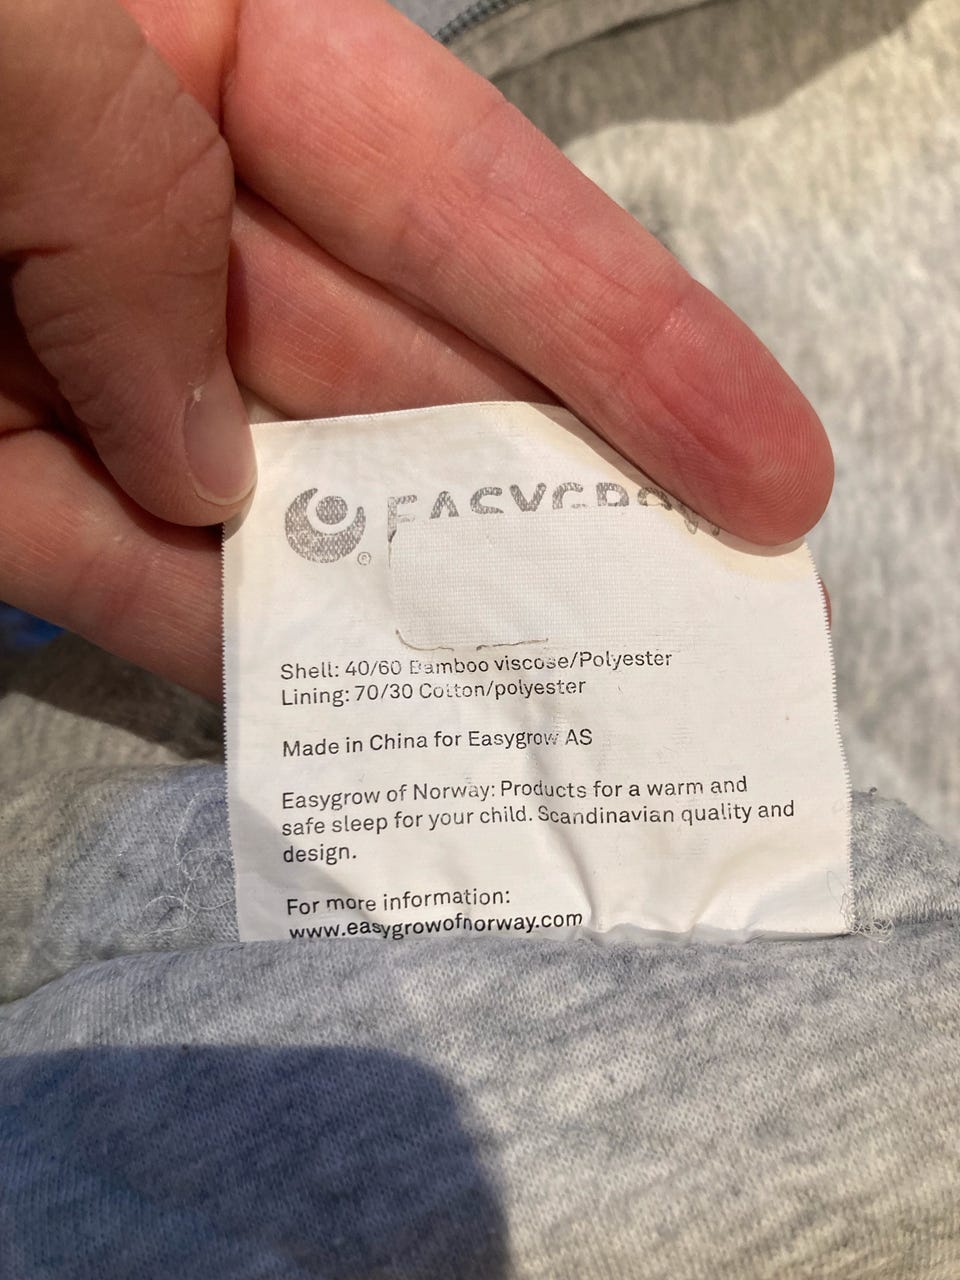 EASYGROW
®
Shell: 40/60 Bamboo viscose/Polyester
Lining: 70/30 Cotton/polyester
Made in China for Easygrow AS
Easygrow of Norway: Products for a warm and
safe sleep for your child. Scandinavian quality and
design.
For more information:
www.easygrowofnorway.com